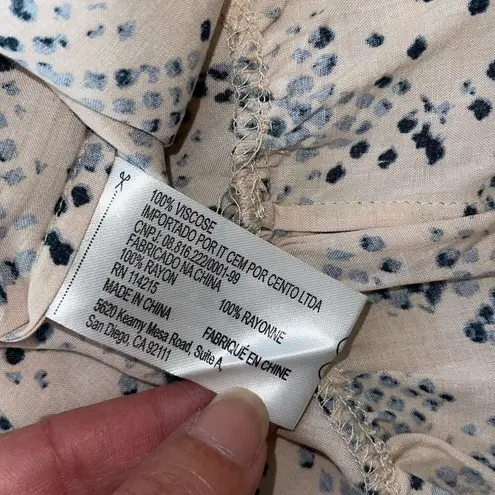 100% VISCOSE
IMPORTADO POR IT CEM POR CENTO LTDA
CNPJ: 08.816.222/0001-99
FABRICADO NA CHINA
100% RAYON
RN 114215
100% RAYONNE
MADE IN CHINA
FABRIQUÉ EN CHINE
5620 Kearny Mesa Road, Suite A,
San Diego, CA 92111